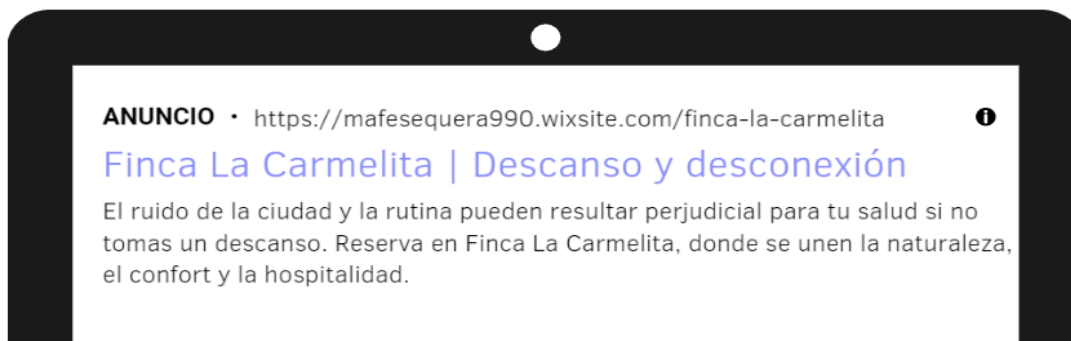 ANUNCIO · https://mafesequera990.wixsite.com/finca-la-carmelita
Finca La Carmelita | Descanso y desconexión
El ruido de la ciudad y la rutina pueden resultar perjudicial para tu salud si no
tomas un descanso. Reserva en Finca La Carmelita, donde se unen la naturaleza,
el confort y la hospitalidad.